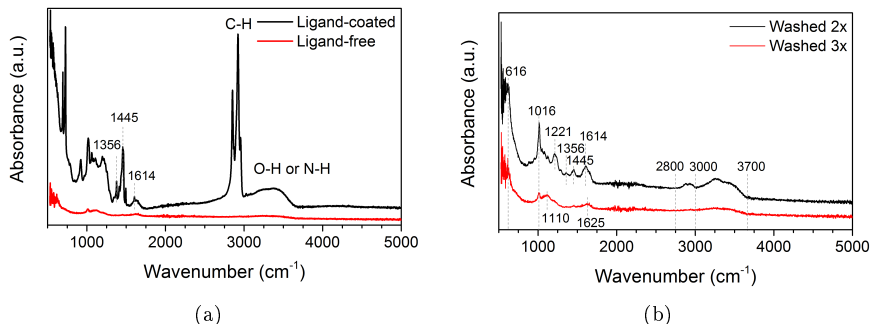 C-H
Ligand-coated
Ligand-free
1445
1356
1614
O-H or N-H
Absorbance (a.u.)
1000 2000 3000 4000 5000
Wavenumber (cm-1)
(a)
Washed 2x
Washed 3x
616
1016
1221
1614
1356
1445
2800 3000 3700
1110
1625
Absorbance (a.u.)
1000 2000 3000 4000 5000
Wavenumber (cm-1)
(b)